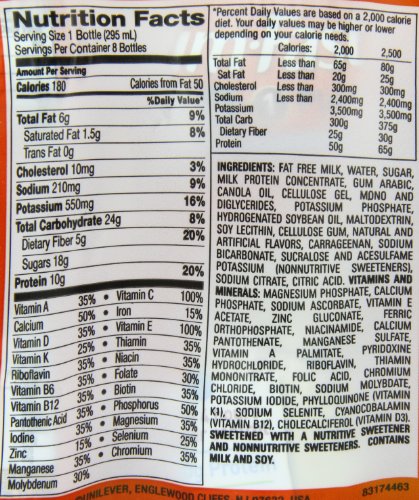 Nutrition Facts
Serving Size 1 Bottle (295 mL)
Servings Per Container 8 Bottles
Amount Per Serving
Calories 180 Calories from Fat 50
%Daily Value*
Total Fat 6g 9%
Saturated Fat 1.5g 8%
Trans Fat 0g
Cholesterol 10mg 3%
Sodium 210mg 9%
Potassium 550mg 16%
Total Carbohydrate 24g 8%
Dietary Fiber 5g 20%
Sugars 18g
Protein 10g 20%
Vitamin A 35% • Vitamin C 100%
Calcium 50% • Iron 15%
Vitamin D 35% • Vitamin E 100%
Vitamin K 25% • Thiamin 35%
Riboflavin 35% • Niacin 35%
Vitamin B6 35% • Folate 30%
Vitamin B12 35% • Biotin 35%
Pantothenic Acid 35% • Phosphorus 50%
Iodine 35% • Magnesium 35%
Zinc 15% • Selenium 25%
Manganese 35% • Chromium 35%
Molybdenum 30%
*Percent Daily Values are based on a 2,000 calorie
diet. Your daily values may be higher or lower
depending on your calorie needs.
Calories: 2,000 2,500
Total Fat Less than 65g 80g
Sat Fat Less than 20g 25g
Cholesterol Less than 300mg 300mg
Sodium Less than 2,400mg 2,400mg
Potassium 3,500mg 3,500mg
Total Carb 300g 375g
Dietary Fiber 25g 30g
Protein 50g 65g
INGREDIENTS: FAT FREE MILK, WATER, SUGAR,
MILK PROTEIN CONCENTRATE, GUM ARABIC,
CANOLA OIL, CELLULOSE GEL, MONO AND
DIGLYCERIDES, POTASSIUM PHOSPHATE,
HYDROGENATED SOYBEAN OIL, MALTODEXTRIN,
SOY LECITHIN, CELLULOSE GUM, NATURAL AND
ARTIFICIAL FLAVORS, CARRAGEENAN, SODIUM
BICARBONATE, SUCRALOSE AND ACESULFAME
POTASSIUM (NONNUTRITIVE SWEETENERS),
SODIUM CITRATE, CITRIC ACID. VITAMINS AND
MINERALS: MAGNESIUM PHOSPHATE, CALCIUM
PHOSPHATE, SODIUM ASCORBATE, VITAMIN E
ACETATE, ZINC GLUCONATE, FERRIC
ORTHOPHOSPHATE, NIACINAMIDE, CALCIUM
PANTOTHENATE, MANGANESE SULFATE,
VITAMIN A PALMITATE, PYRIDOXINE
HYDROCHLORIDE, RIBOFLAVIN, THIAMIN
MONONITRATE, FOLIC ACID, CHROMIUM
CHLORIDE, BIOTIN, SODIUM MOLYBDATE,
POTASSIUM IODIDE, PHYLLOQUINONE (VITAMIN
K1), SODIUM SELENITE, CYANOCOBALAMIN
(VITAMIN B12), CHOLECALCIFEROL (VITAMIN D3).
SWEETENED WITH A NUTRITIVE SWEETENER
AND NONNUTRITIVE SWEETENERS. CONTAINS
MILK AND SOY.
83174463
UNILEVER, ENGLEWOOD CLIFFS, NJ 07632